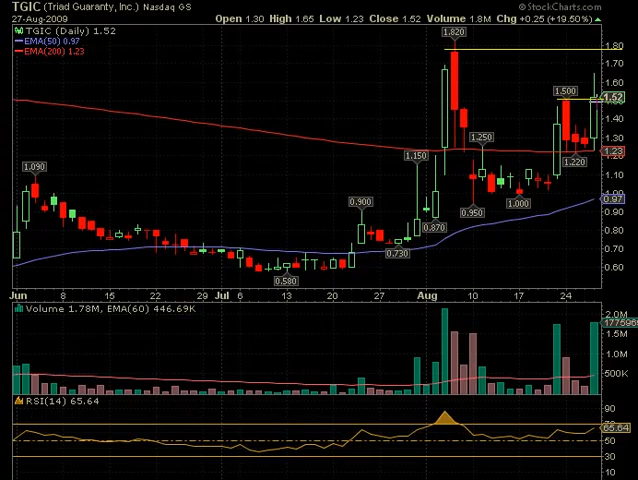 TGIC (Triad Guaranty, Inc.) Nasdaq GS
© StockCharts.com
27-Aug-2009
Open 1.30 High 1.65 Low 1.23 Close 1.52 Volume 1.8M Chg +0.25 (+19.50%)
TGIC (Daily) 1.52
EMA(50) 0.97
EMA(200) 1.23
1.820
1.80
1.70
1.60
1.500
1.52
1.40
1.30
1.250
1.150
1.220
1.23
1.20
1.090
1.10
1.00
1.000
0.97
0.950
0.900
0.90
0.870
0.80
0.730
0.70
0.580
0.60
Jun 8 15 22 29 Jul 6 13 20 27 Aug 10 17 24
Volume 1.78M, EMA(60) 446.69K
2.0M
1.0M
500K
RSI(14) 65.64
90
70
65.64
50
30